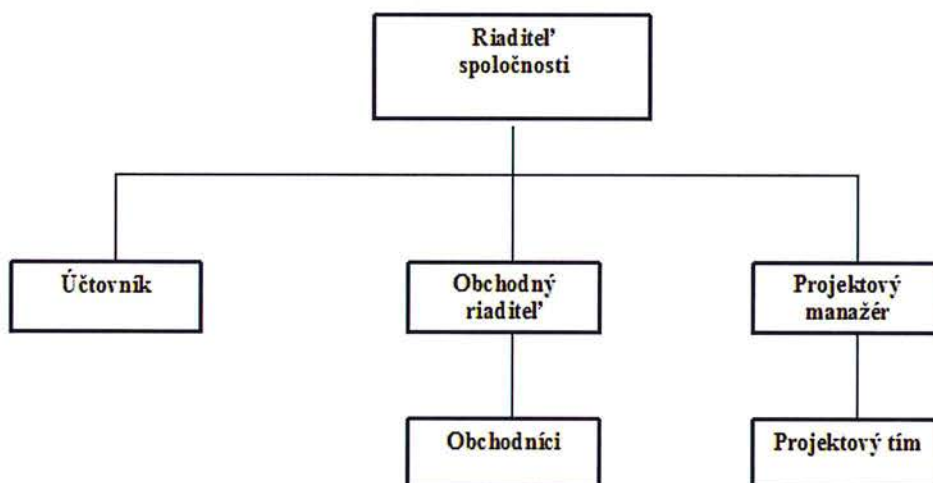 Riaditeľ
spoločnosti
Účtovník
Obchodný
riaditeľ
Projektový
manažér
Obchodníci
Projektový tím